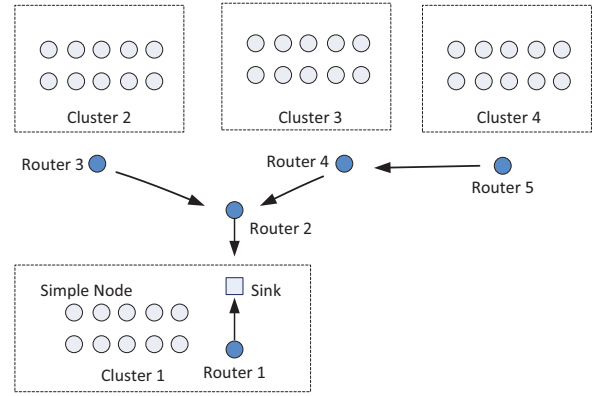 Cluster 2
Cluster 3
Cluster 4
Router 3
Router 4
Router 5
Router 2
Simple Node
Sink
Cluster 1
Router 1